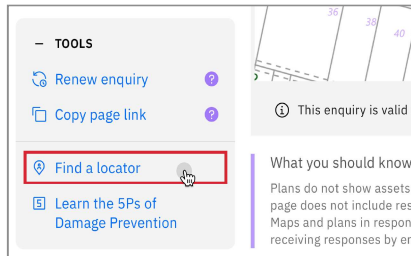 36
38
40
– TOOLS
Renew enquiry ?
Copy page link ?
Find a locator
5 Learn the 5Ps of
Damage Prevention
This enquiry is valid
What you should know
Plans do not show assets
page does not include res
Maps and plans in respon
receiving responses by em